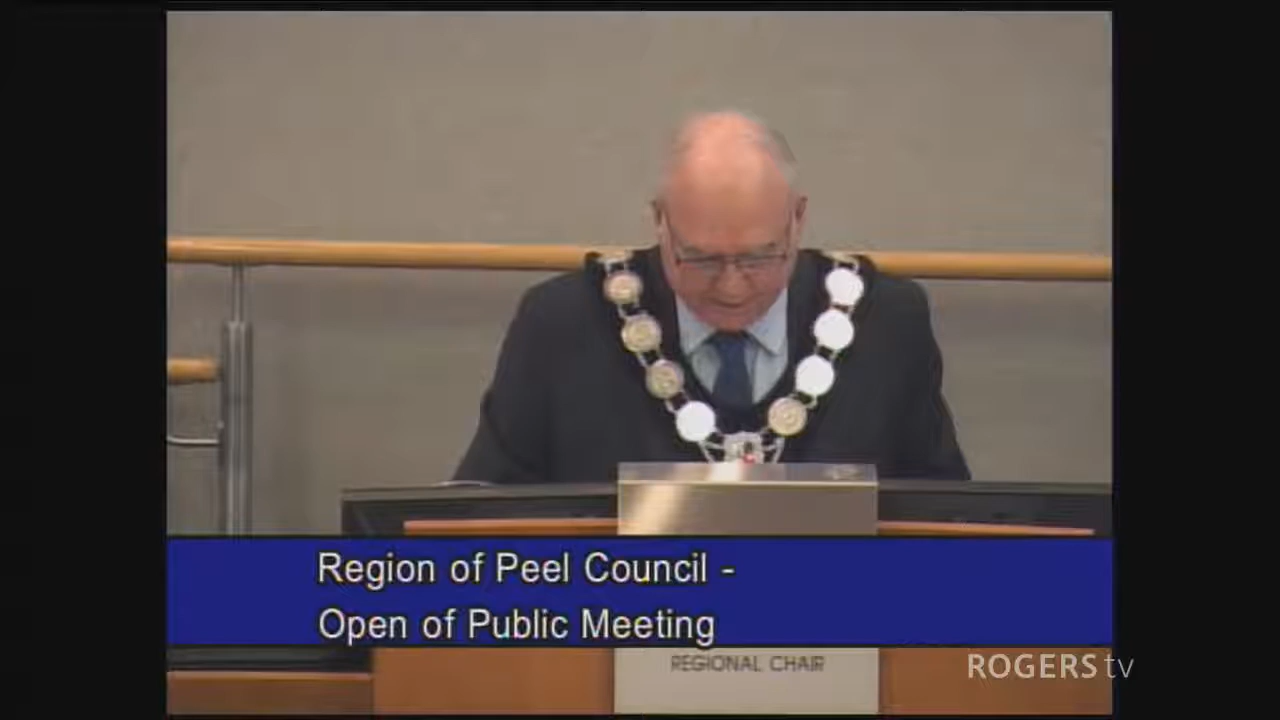 Region of Peel Council -
Open of Public Meeting
REGIONAL CHAIR
ROGERS tv